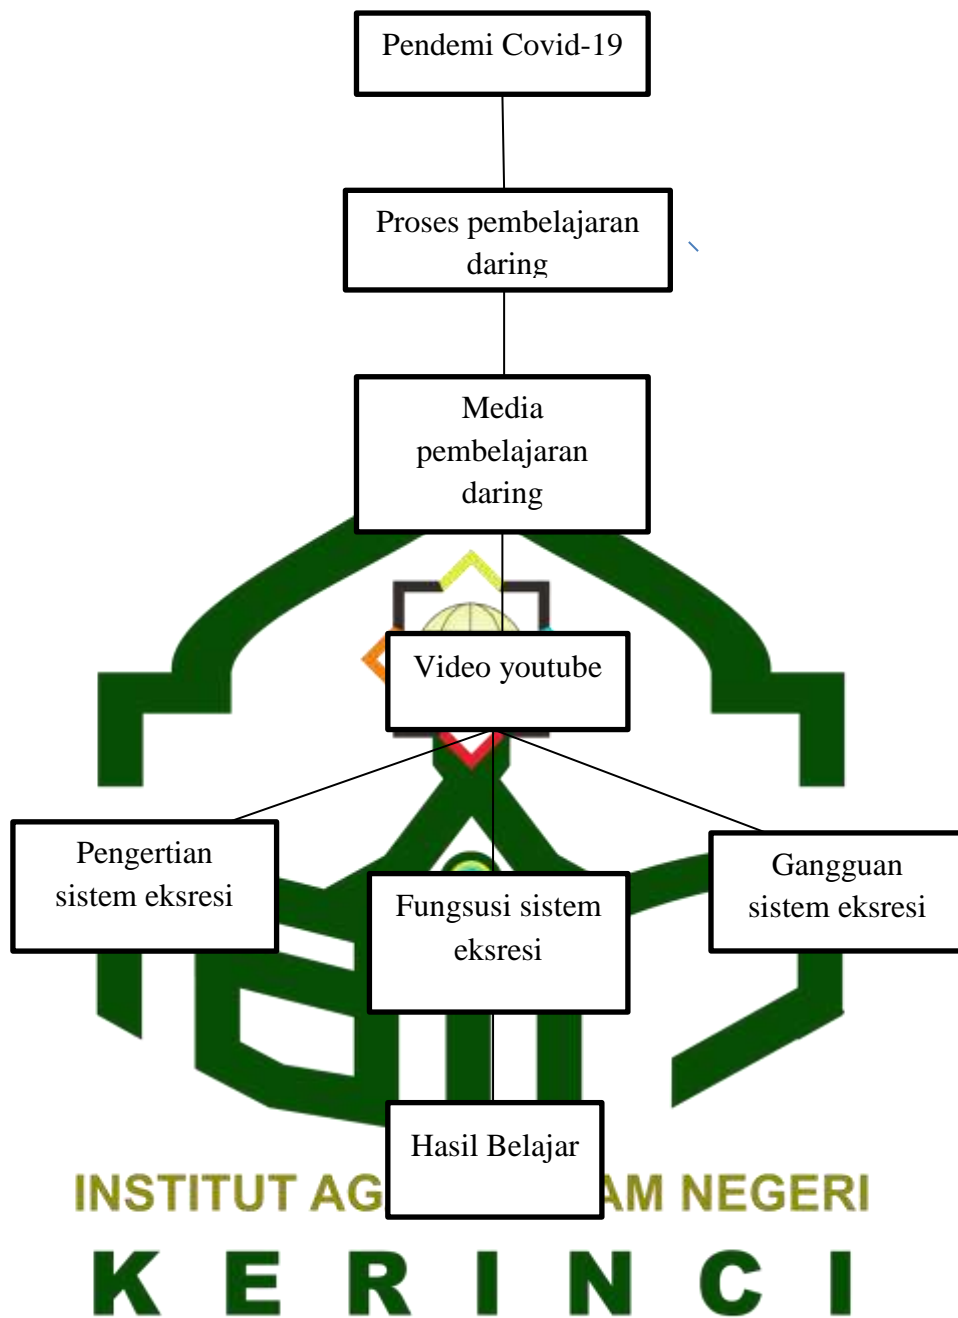 Pendemi Covid-19
Proses pembelajaran
daring
Media
pembelajaran
daring
Video youtube
Pengertian
sistem eksresi
Fungsusi sistem
eksresi
Gangguan
sistem eksresi
Hasil Belajar
INSTITUT AG AM NEGERI
KERINCI